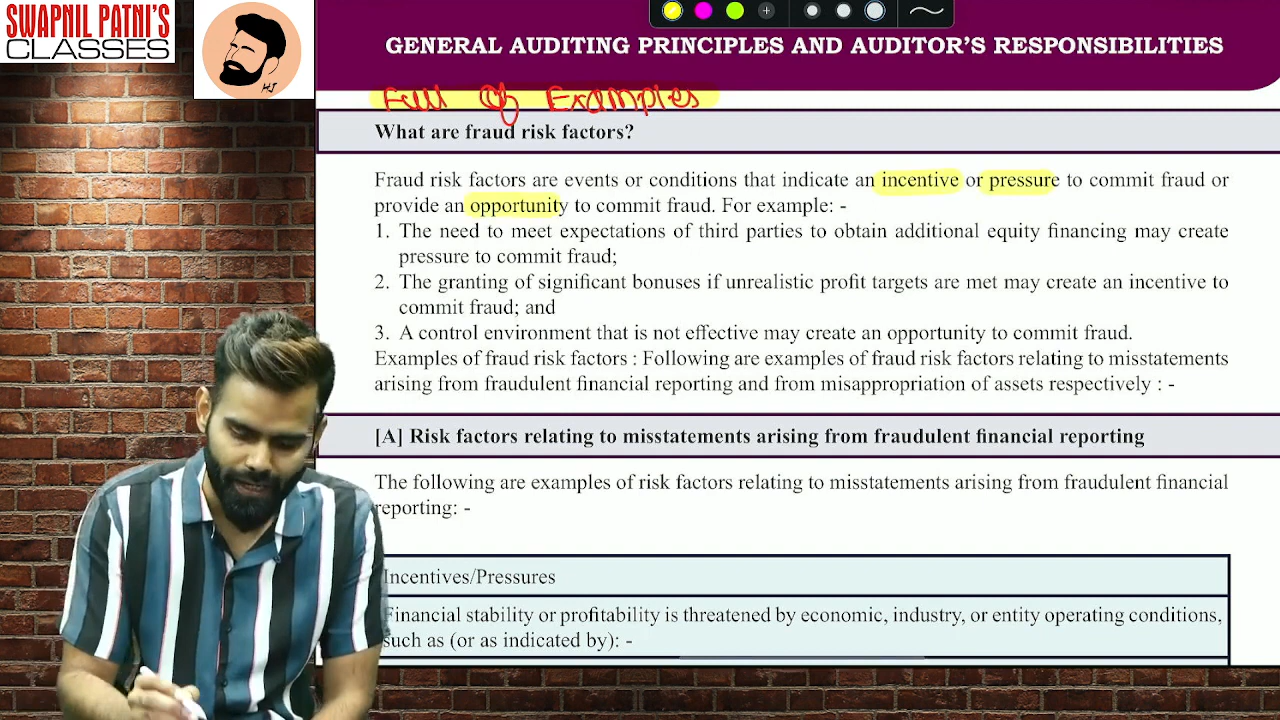 SWAPNIL PATNI'S
CLASSES
GENERAL AUDITING PRINCIPLES AND AUDITOR'S RESPONSIBILITIES
Full of Examples
What are fraud risk factors?
Fraud risk factors are events or conditions that indicate an incentive or pressure to commit fraud or
provide an opportunity to commit fraud. For example: -
1. The need to meet expectations of third parties to obtain additional equity financing may create
pressure to commit fraud;
2. The granting of significant bonuses if unrealistic profit targets are met may create an incentive to
commit fraud; and
3. A control environment that is not effective may create an opportunity to commit fraud.
Examples of fraud risk factors : Following are examples of fraud risk factors relating to misstatements
arising from fraudulent financial reporting and from misappropriation of assets respectively : -
[A] Risk factors relating to misstatements arising from fraudulent financial reporting
The following are examples of risk factors relating to misstatements arising from fraudulent financial
reporting: -
Incentives/Pressures
Financial stability or profitability is threatened by economic, industry, or entity operating conditions,
such as (or as indicated by): -